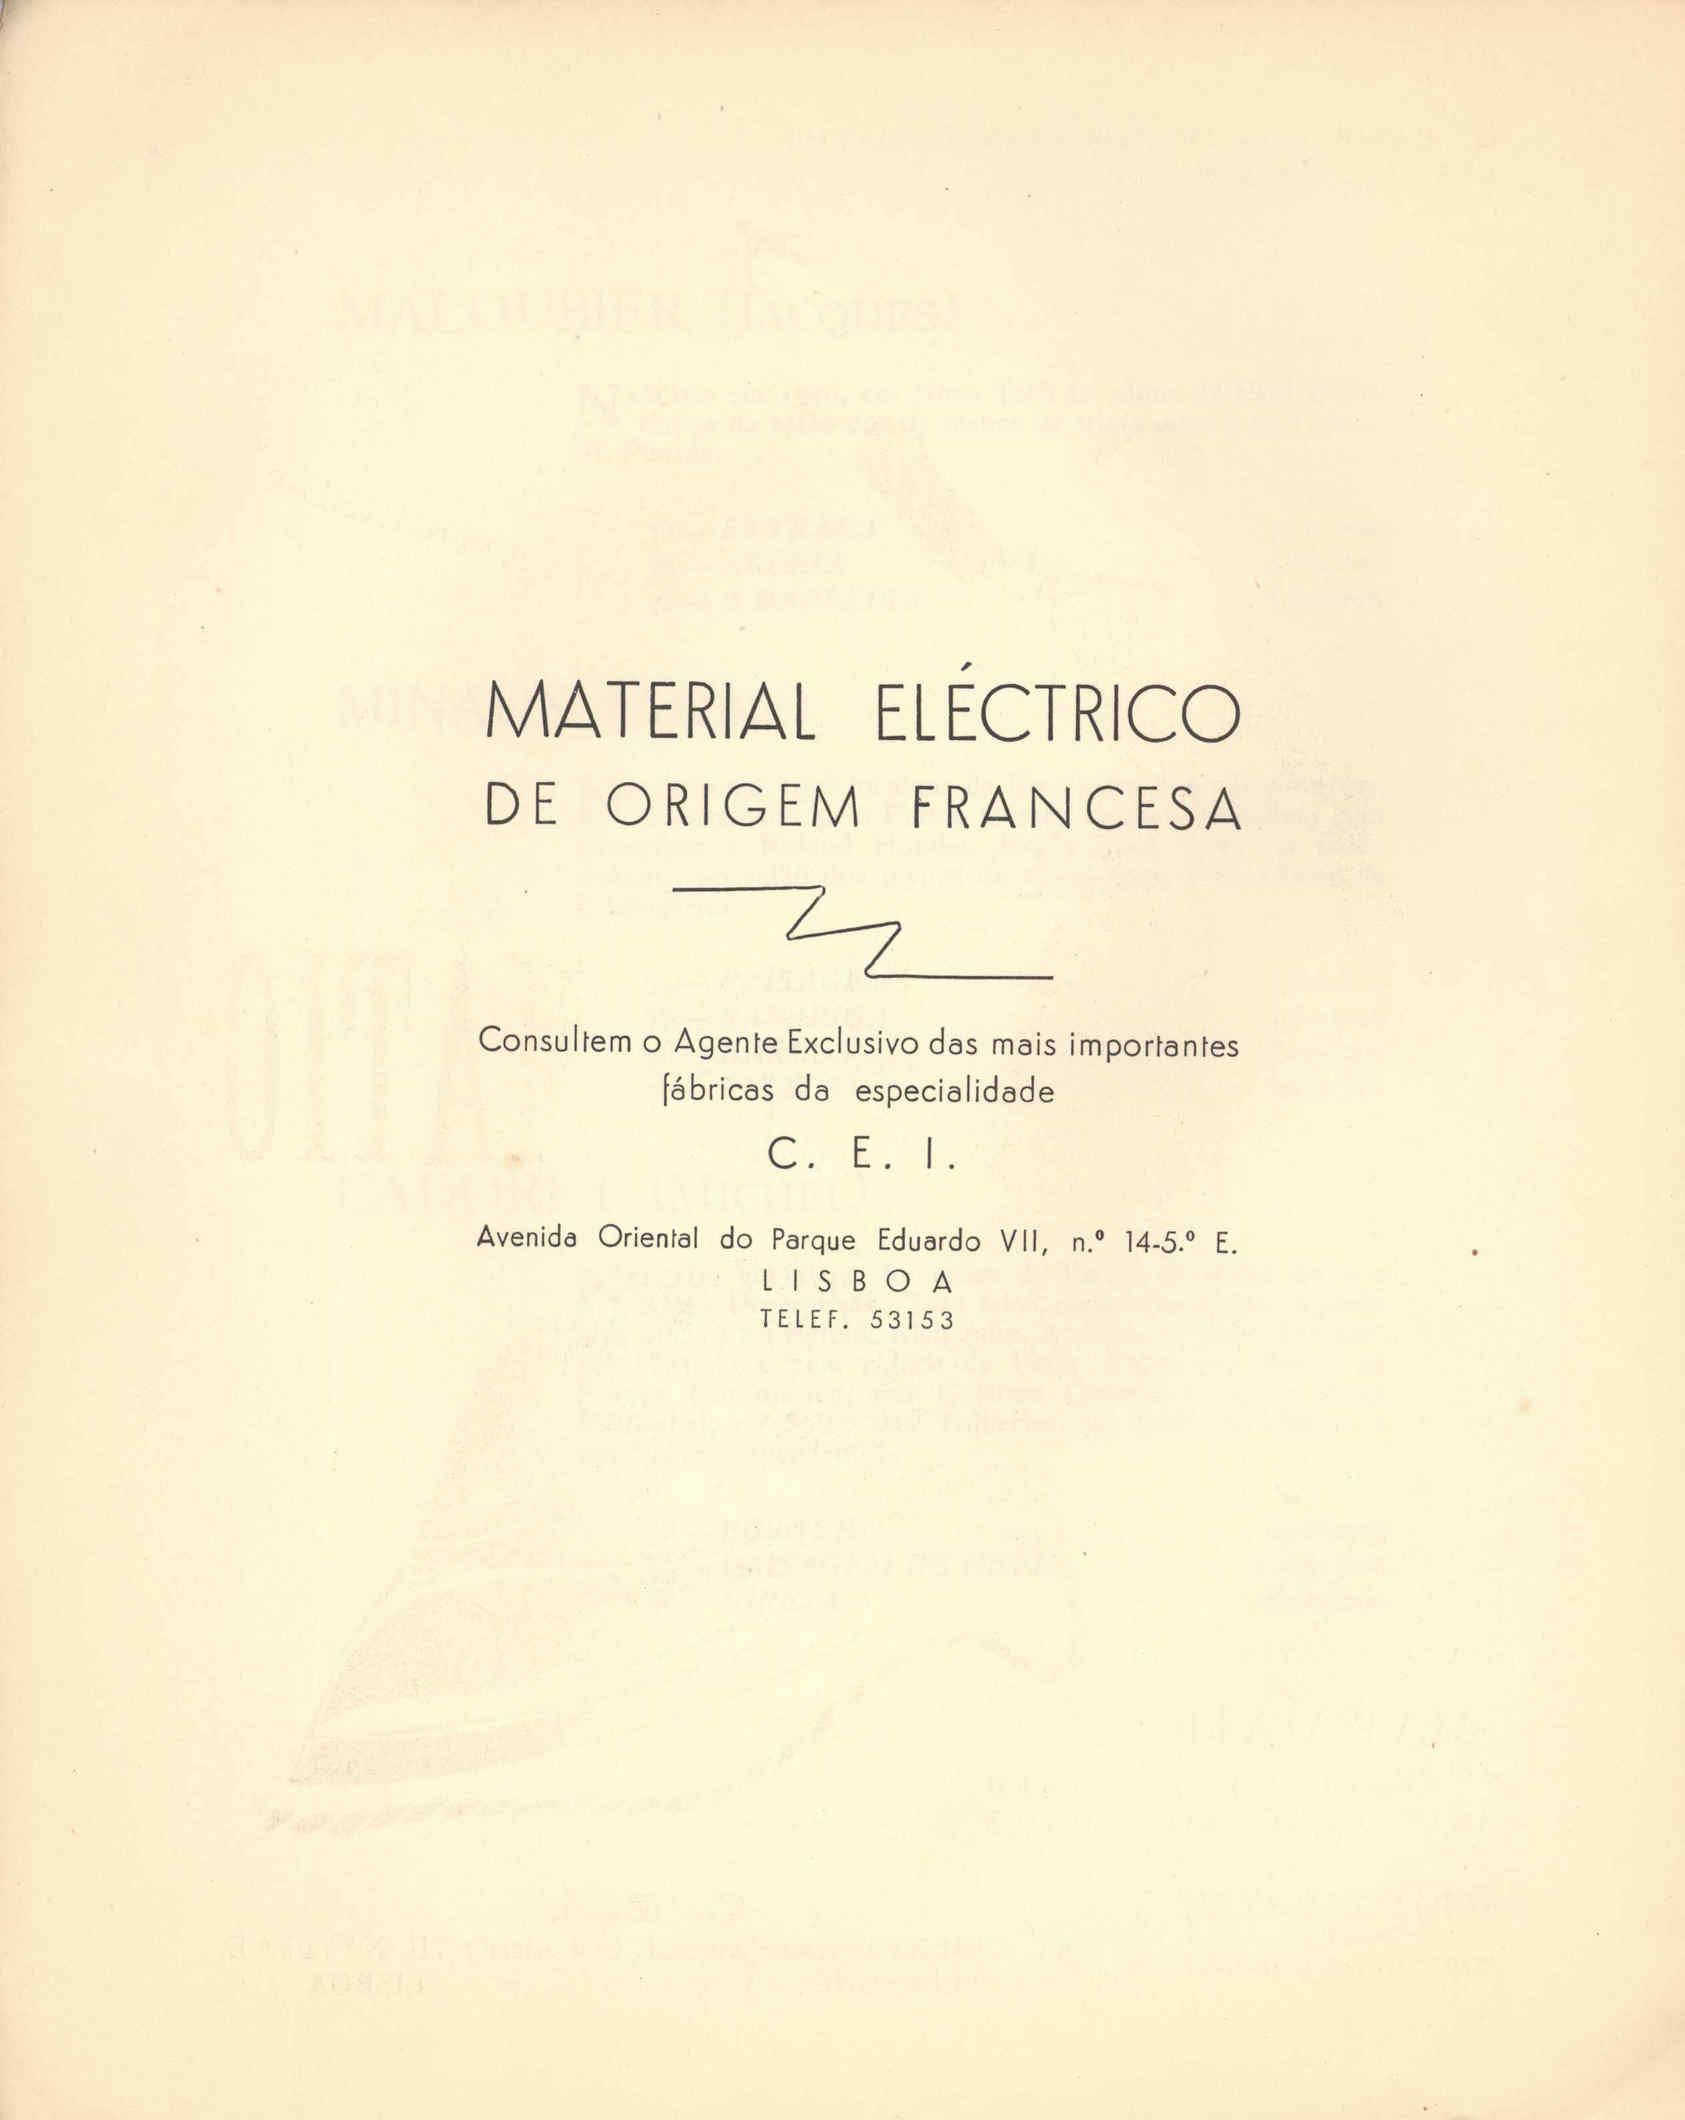 MATERIAL ELÉCTRICO
DE ORIGEM FRANCESA
Consultem o Agente Exclusivo das mais importantes
fábricas da especialidade
C. E. I.
Avenida Oriental do Parque Eduardo VII, n.º 14-5.º E.
LISBOA
TELEF. 53153